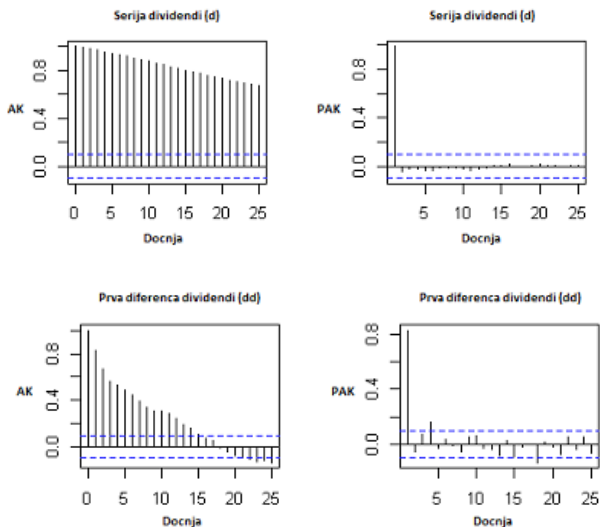 Serija dividendi (d)
Serija dividendi (d)
AK
0.0 0.4 0.8
0 5 10 15 20 25
Docnja
PAK
0.0 0.4 0.8
5 10 15 20 25
Docnja
Prva diferenca dividendi (dd)
Prva diferenca dividendi (dd)
AK
0.0 0.4 0.8
0 5 10 15 20 25
Docnja
PAK
0.0 0.4 0.8
5 10 15 20 25
Docnja